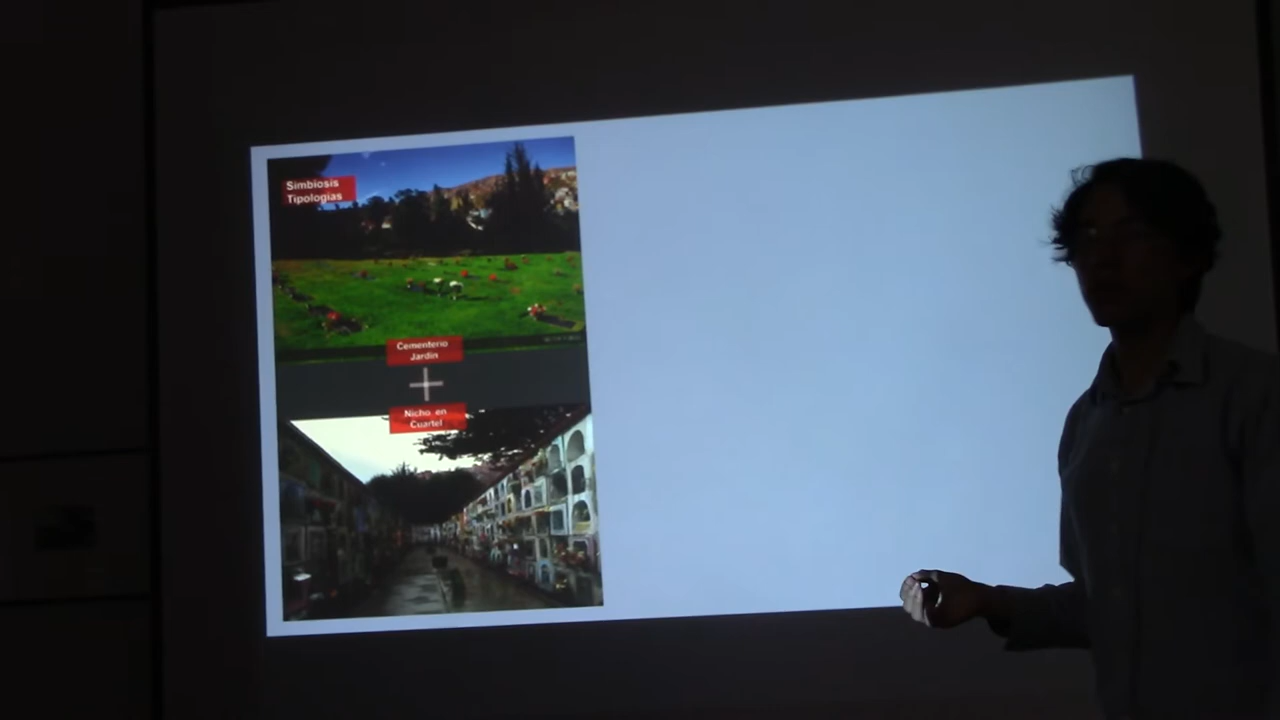 Simbiosis
Tipologías
Cementerio
Jardín
Nicho en
Cuartel